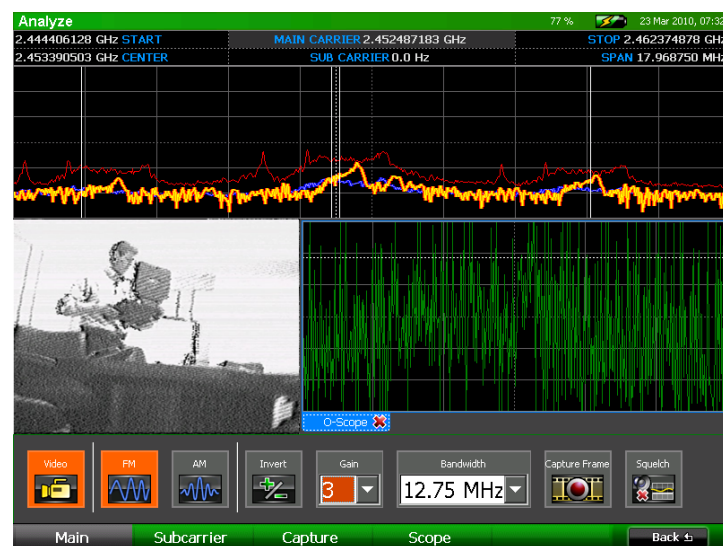 Analyze 77 % 23 Mar 2010, 07:32
2.444406128 GHz START MAIN CARRIER 2.452487183 GHz STOP 2.462374878 GHz
2.453390503 GHz CENTER SUB CARRIER 0.0 Hz SPAN 17.968750 MHz
O-Scope
Video FM AM Invert Gain Bandwidth Capture Frame Squelch
3 12.75 MHz
Main Subcarrier Capture Scope Back